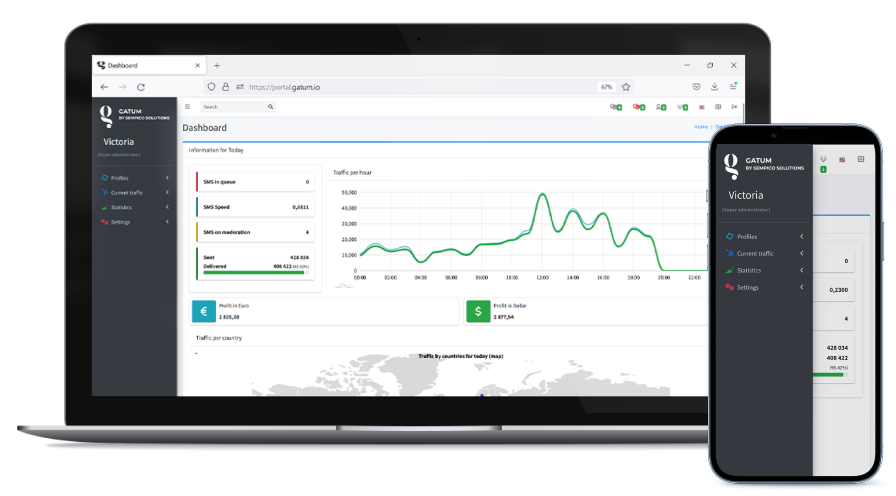 Dashboard
https://portal.gatum.io
67%
GATUM
BY SEMPICO SOLUTIONS
Victoria
[Super administrator]
Profiles
Current traffic
Statistics
Settings
Search
Dashboard
Home /
Information for Today
SMS in queue 0
SMS Speed
SMS on moderation 4
Sent 428 034
Delivered 408 422 (95.42%)
Traffic per hour
50,000
40,000
30,000
20,000
10,000
0
00:00 02:00 04:00 06:00 08:00 10:00 12:00 14:00 16:00 18:00 20:00 22:00
€ Profit in Euro
2 835,30
$ Profit in Dollar
2 877,94
Traffic per country
Traffic by countries for today (map)
GATUM
BY SEMPICO SOLUTIONS
Victoria
[Super administrator]
Profiles
Current traffic
Statistics
Settings
0
0,2300
4
428 034
408 422
(95.42%)